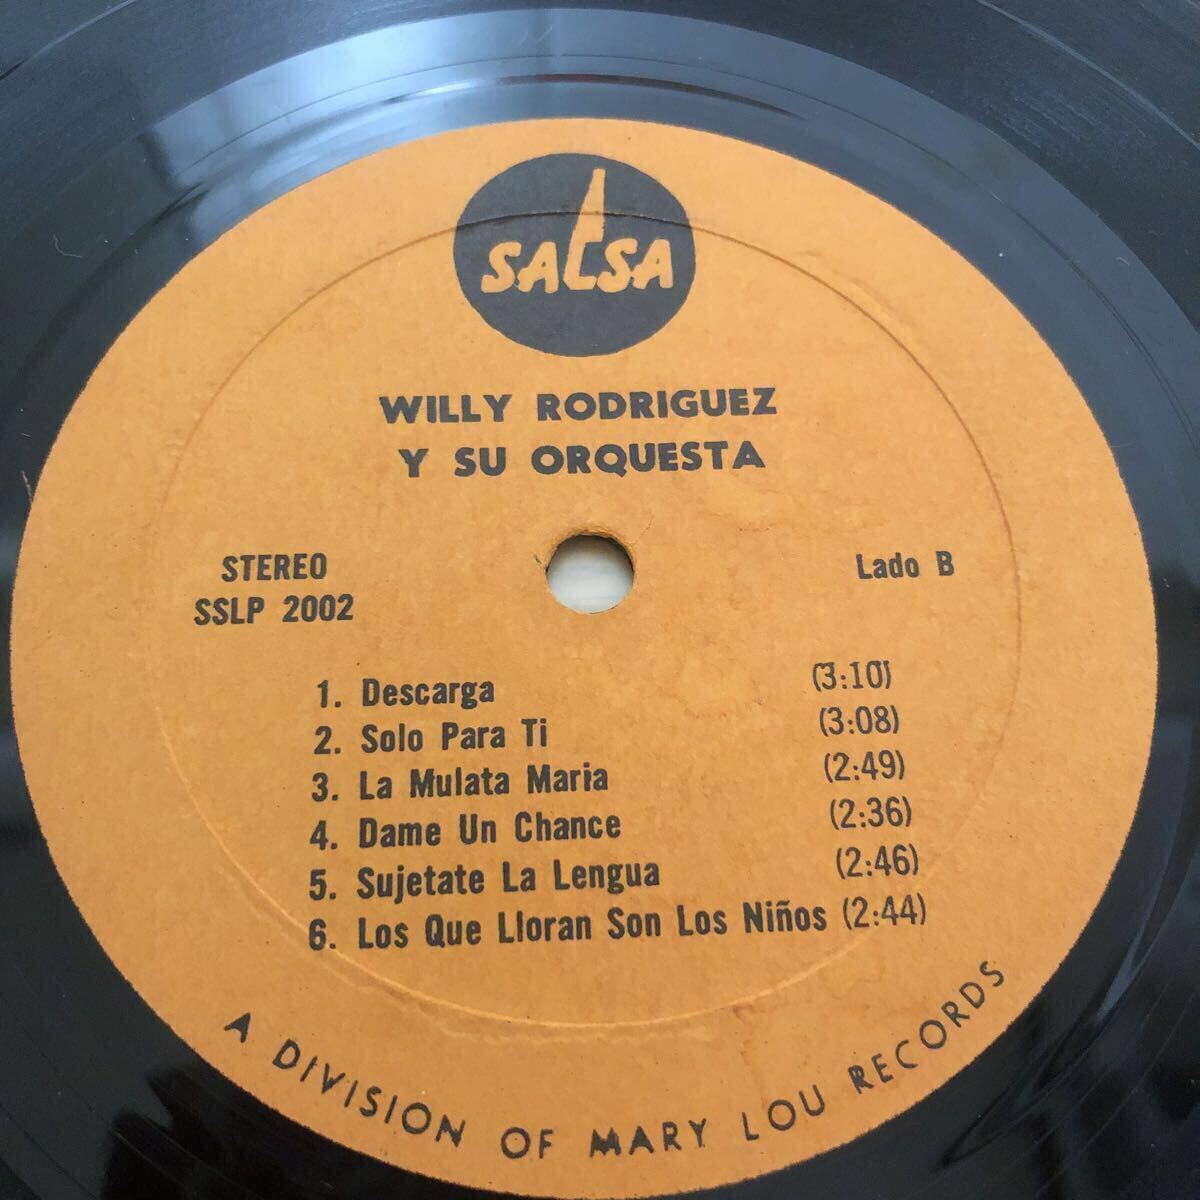 SALSA
WILLY RODRIGUEZ
Y SU ORQUESTA
STEREO
SSLP 2002
Lado B
1. Descarga (3:10)
2. Solo Para Ti (3:08)
3. La Mulata Maria (2:49)
4. Dame Un Chance (2:36)
5. Sujetate La Lengua (2:46)
6. Los Que Lloran Son Los Niños (2:44)
A DIVISION OF MARY LOU RECORDS